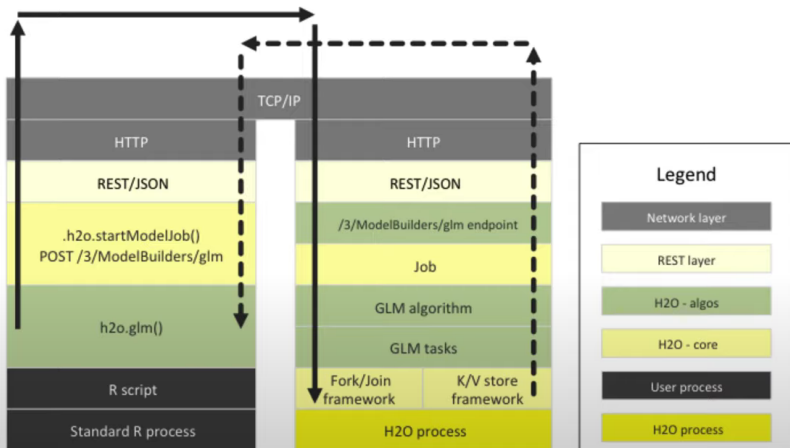 TCP/IP
HTTP
REST/JSON
.h2o.startModelJob()
POST /3/ModelBuilders/glm
h2o.glm()
R script
Standard R process
HTTP
REST/JSON
/3/ModelBuilders/glm endpoint
Job
GLM algorithm
GLM tasks
Fork/Join
framework
K/V store
framework
H2O process
Legend
Network layer
REST layer
H2O - algos
H2O - core
User process
H2O process